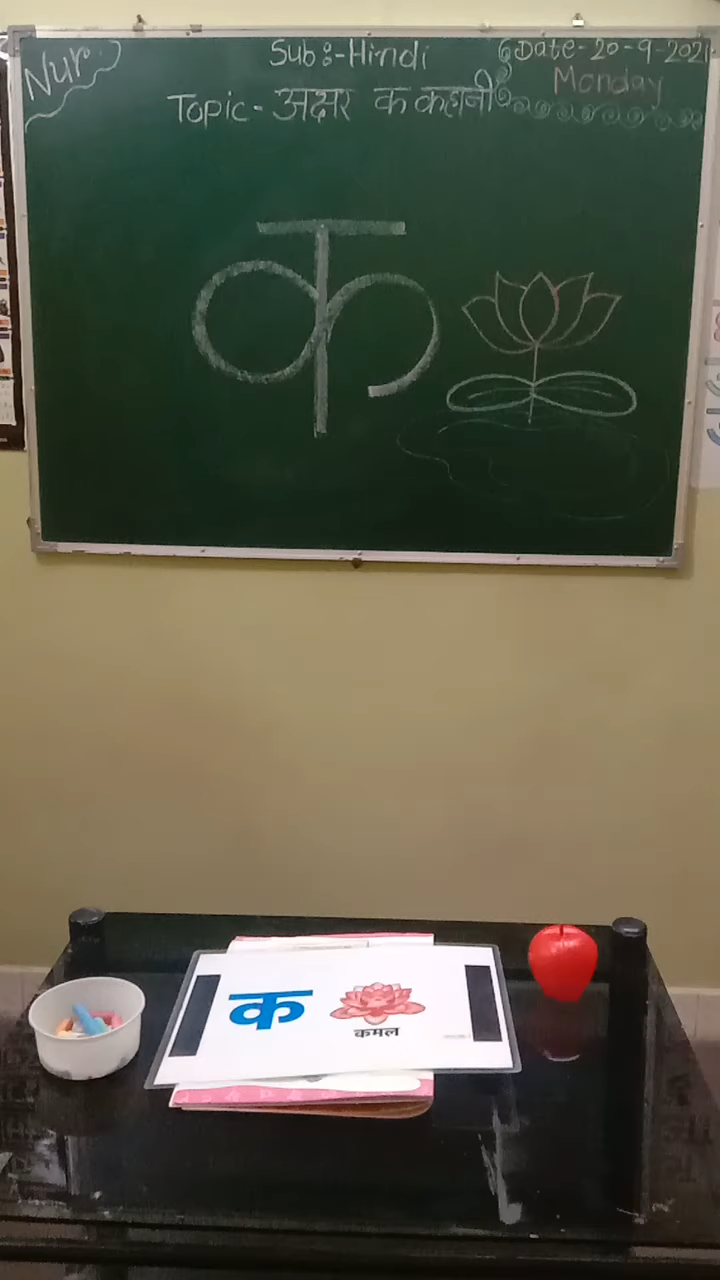 Nur.
Sub:-Hindi
Date-20-9-2021
Monday
Topic- अक्षर क कहानी
क
क
कमल